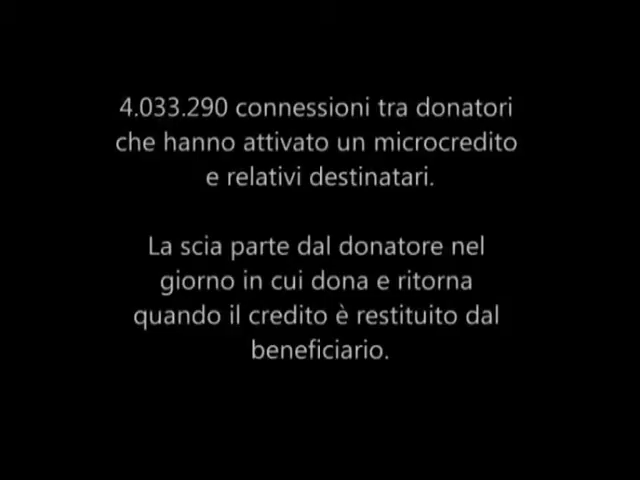 4.033.290 connessioni tra donatori
che hanno attivato un microcredito
e relativi destinatari.
La scia parte dal donatore nel
giorno in cui dona e ritorna
quando il credito è restituito dal
beneficiario.